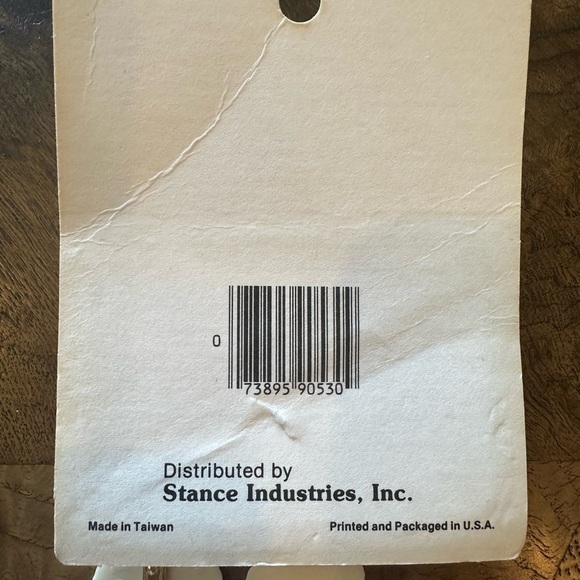 0
73895 90530
Distributed by
Stance Industries, Inc.
Made in Taiwan
Printed and Packaged in U.S.A.